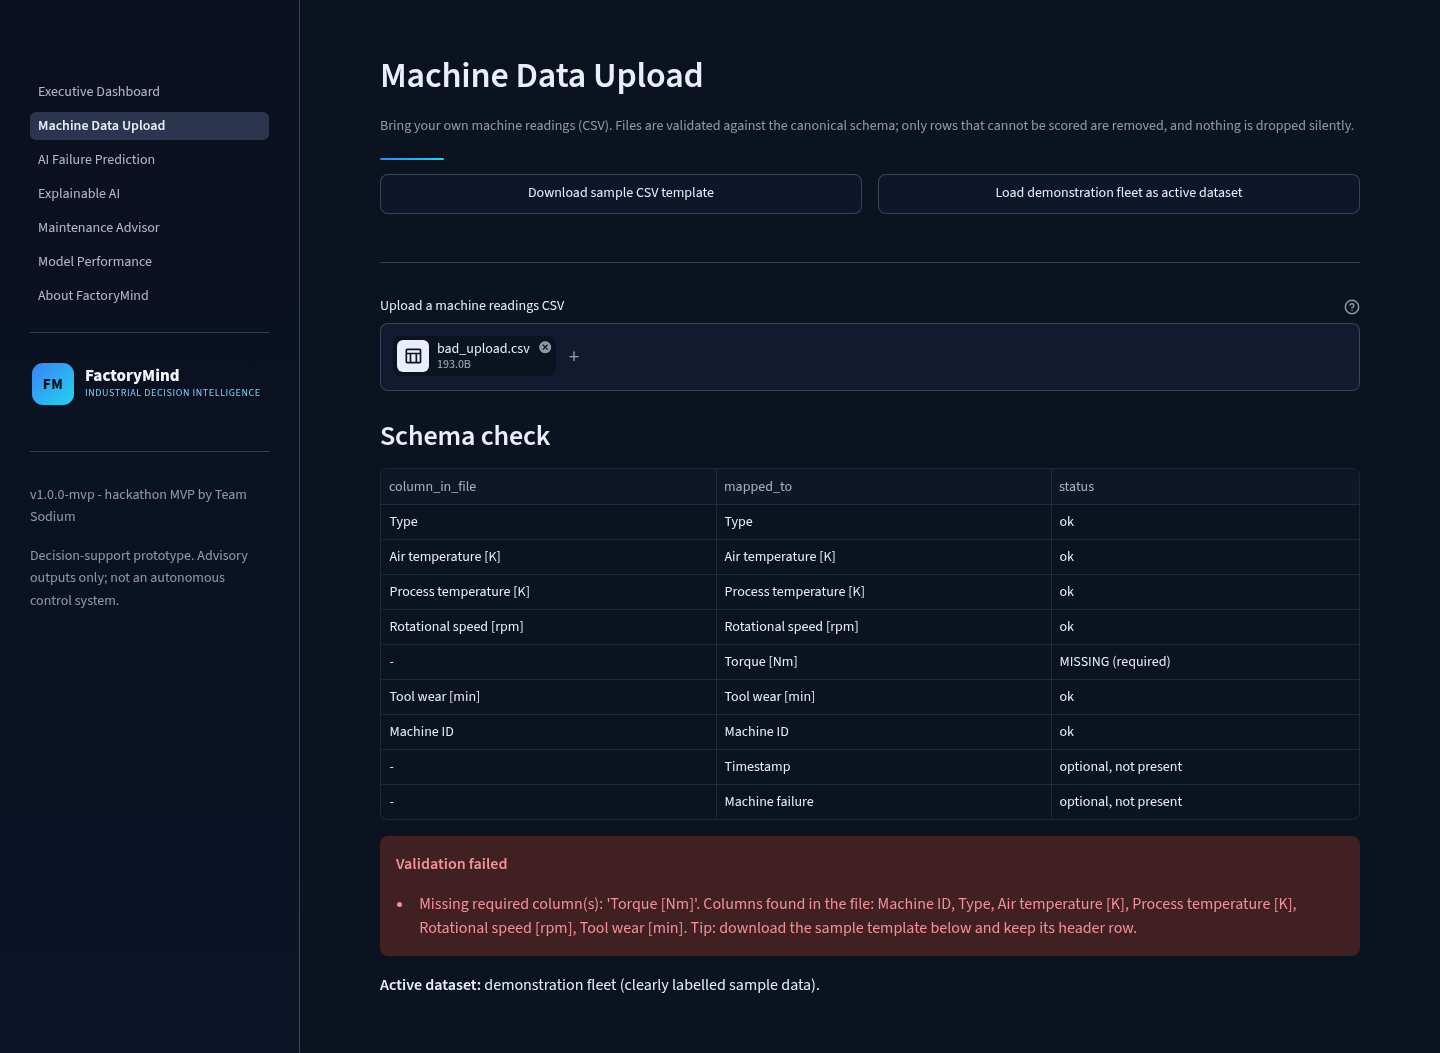 Executive Dashboard
Machine Data Upload
AI Failure Prediction
Explainable AI
Maintenance Advisor
Model Performance
About FactoryMind
FM
FactoryMind
INDUSTRIAL DECISION INTELLIGENCE
v1.0.0-mvp - hackathon MVP by Team
Sodium
Decision-support prototype. Advisory
outputs only; not an autonomous
control system.
Machine Data Upload
Bring your own machine readings (CSV). Files are validated against the canonical schema; only rows that cannot be scored are removed, and nothing is dropped silently.
Download sample CSV template
Load demonstration fleet as active dataset
Upload a machine readings CSV
bad_upload.csv
193.0B
Schema check
column_in_file mapped_to status
Type Type ok
Air temperature [K] Air temperature [K] ok
Process temperature [K] Process temperature [K] ok
Rotational speed [rpm] Rotational speed [rpm] ok
- Torque [Nm] MISSING (required)
Tool wear [min] Tool wear [min] ok
Machine ID Machine ID ok
- Timestamp optional, not present
- Machine failure optional, not present
Validation failed
• Missing required column(s): 'Torque [Nm]'. Columns found in the file: Machine ID, Type, Air temperature [K], Process temperature [K],
Rotational speed [rpm], Tool wear [min]. Tip: download the sample template below and keep its header row.
Active dataset: demonstration fleet (clearly labelled sample data).